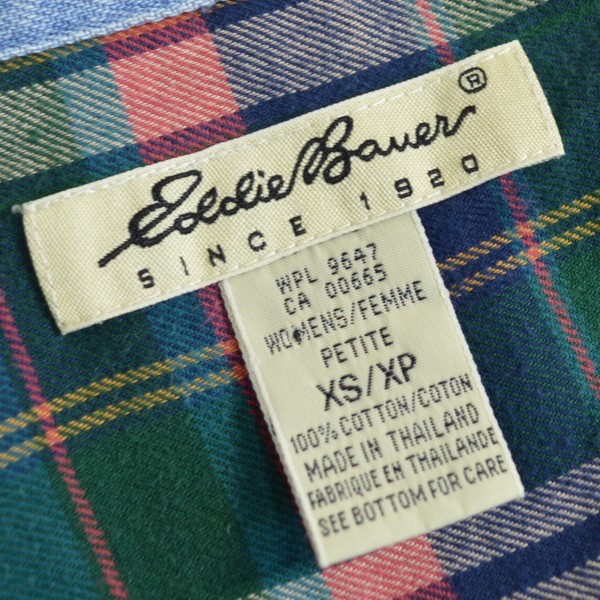 Eddie Bauer®
SINCE 1920
WPL 9647
CA 00665
WOMENS/FEMME
PETITE
XS/XP
100% COTTON/COTON
MADE IN THAILAND
FABRIQUE EN THAILANDE
SEE BOTTOM FOR CARE